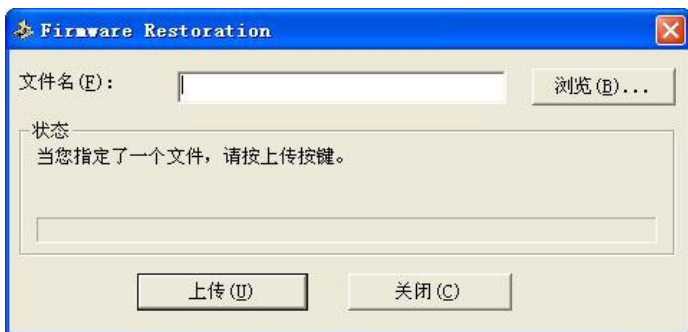 Firmware Restoration
文件名(F): 浏览(B)...
状态
当您指定了一个文件，请按上传按键。
上传(U) 关闭(C)